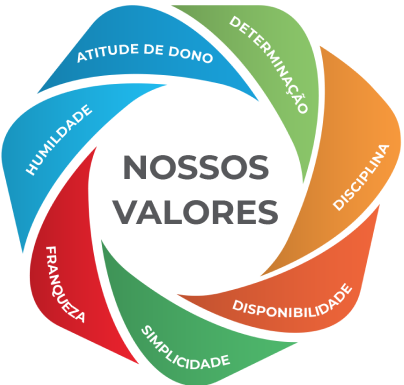 NOSSOS
VALORES
ATITUDE DE DONO
DETERMINAÇÃO
DISCIPLINA
DISPONIBILIDADE
SIMPLICIDADE
FRANQUEZA
HUMILDADE